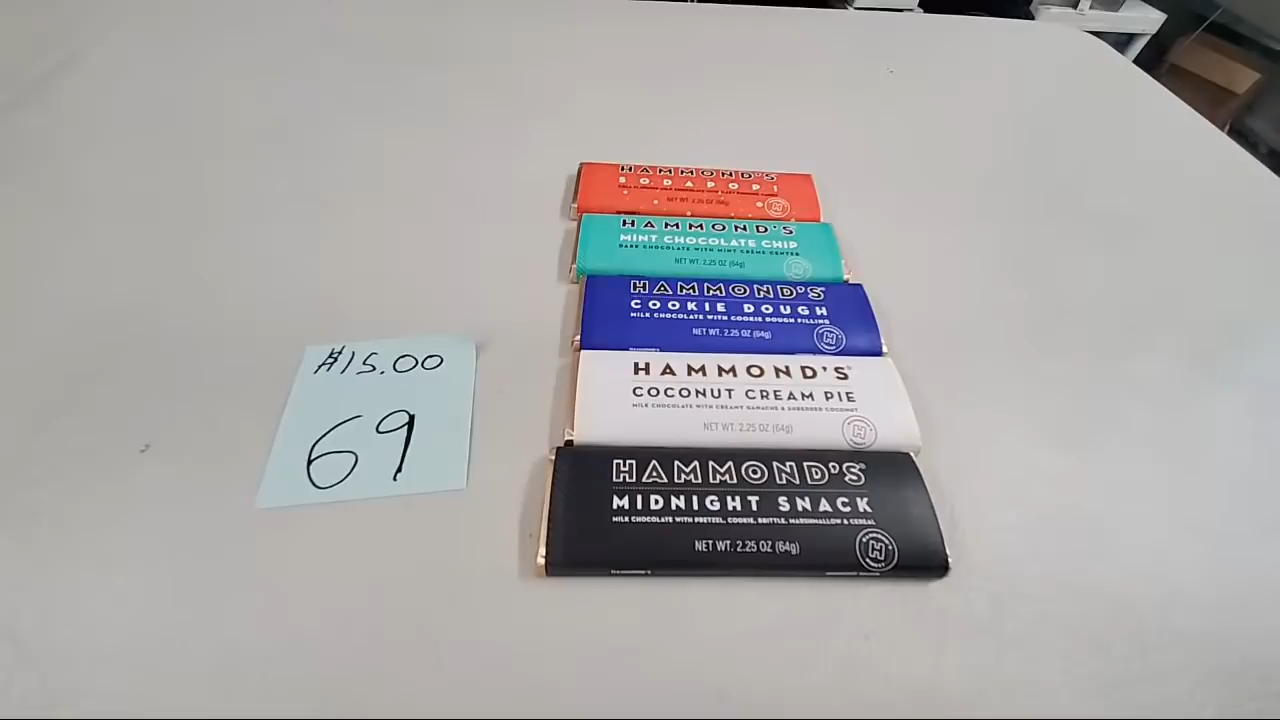 $15.00
69
HAMMOND'S
SODAPOP!
NET WT. 2.25 OZ (64g)
HAMMOND'S
MINT CHOCOLATE CHIP
DARK CHOCOLATE WITH MINT CRÈME CENTER
NET WT. 2.25 OZ (64g)
HAMMOND'S
COOKIE DOUGH
MILK CHOCOLATE WITH COOKIE DOUGH FILLING
NET WT. 2.25 OZ (64g)
HAMMOND'S
COCONUT CREAM PIE
MILK CHOCOLATE WITH CREAMY GANACHE & SHREDDED COCONUT
NET WT. 2.25 OZ (64g)
HAMMOND'S
MIDNIGHT SNACK
MILK CHOCOLATE WITH PRETZEL, COOKIE, BRITTLE, MARSHMALLOW & CEREAL
NET WT. 2.25 OZ (64g)
H